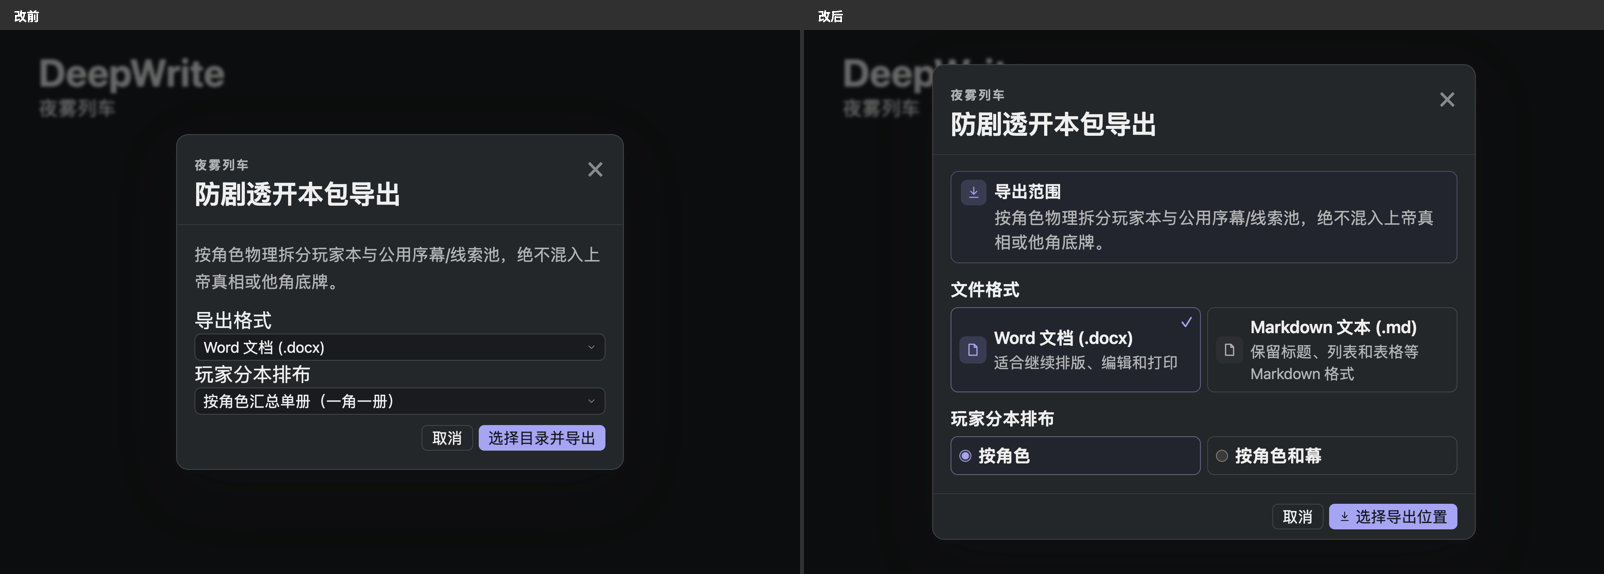 改前
DeepWrite
夜雾列车
夜雾列车
防剧透开本包导出
按角色物理拆分玩家本与公用序幕/线索池，绝不混入上
帝真相或他角底牌。
导出格式
Word 文档 (.docx)
玩家分本排布
按角色汇总单册（一角一册）
取消
选择目录并导出
改后
DeepWrite
夜雾列车
夜雾列车
防剧透开本包导出
导出范围
按角色物理拆分玩家本与公用序幕/线索池，绝不混入上帝真
相或他角底牌。
文件格式
Word 文档 (.docx)
适合继续排版、编辑和打印
Markdown 文本 (.md)
保留标题、列表和表格等
Markdown 格式
玩家分本排布
按角色
按角色和幕
取消
选择导出位置